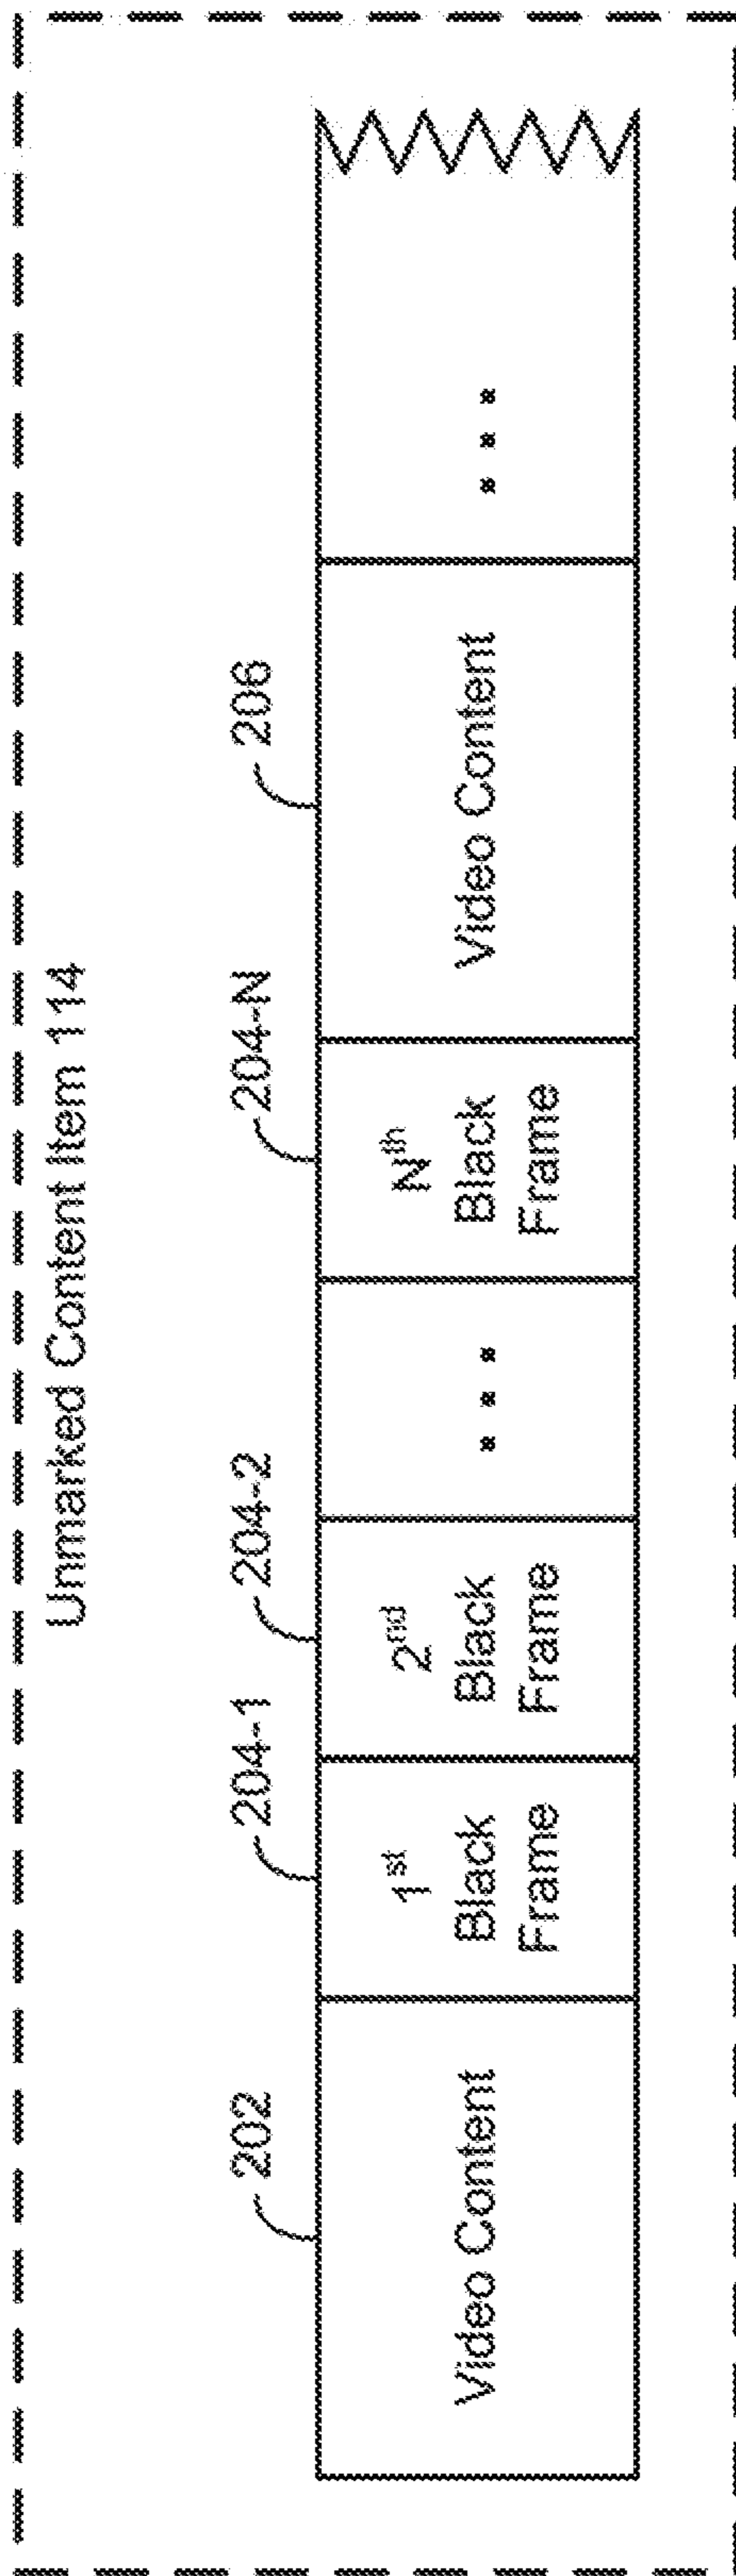 Unmarked Content Item 114
202
204-1
204-2
204-N
206
Video Content
1st
Black
Frame
2nd
Black
Frame
...
Nth
Black
Frame
Video Content
...